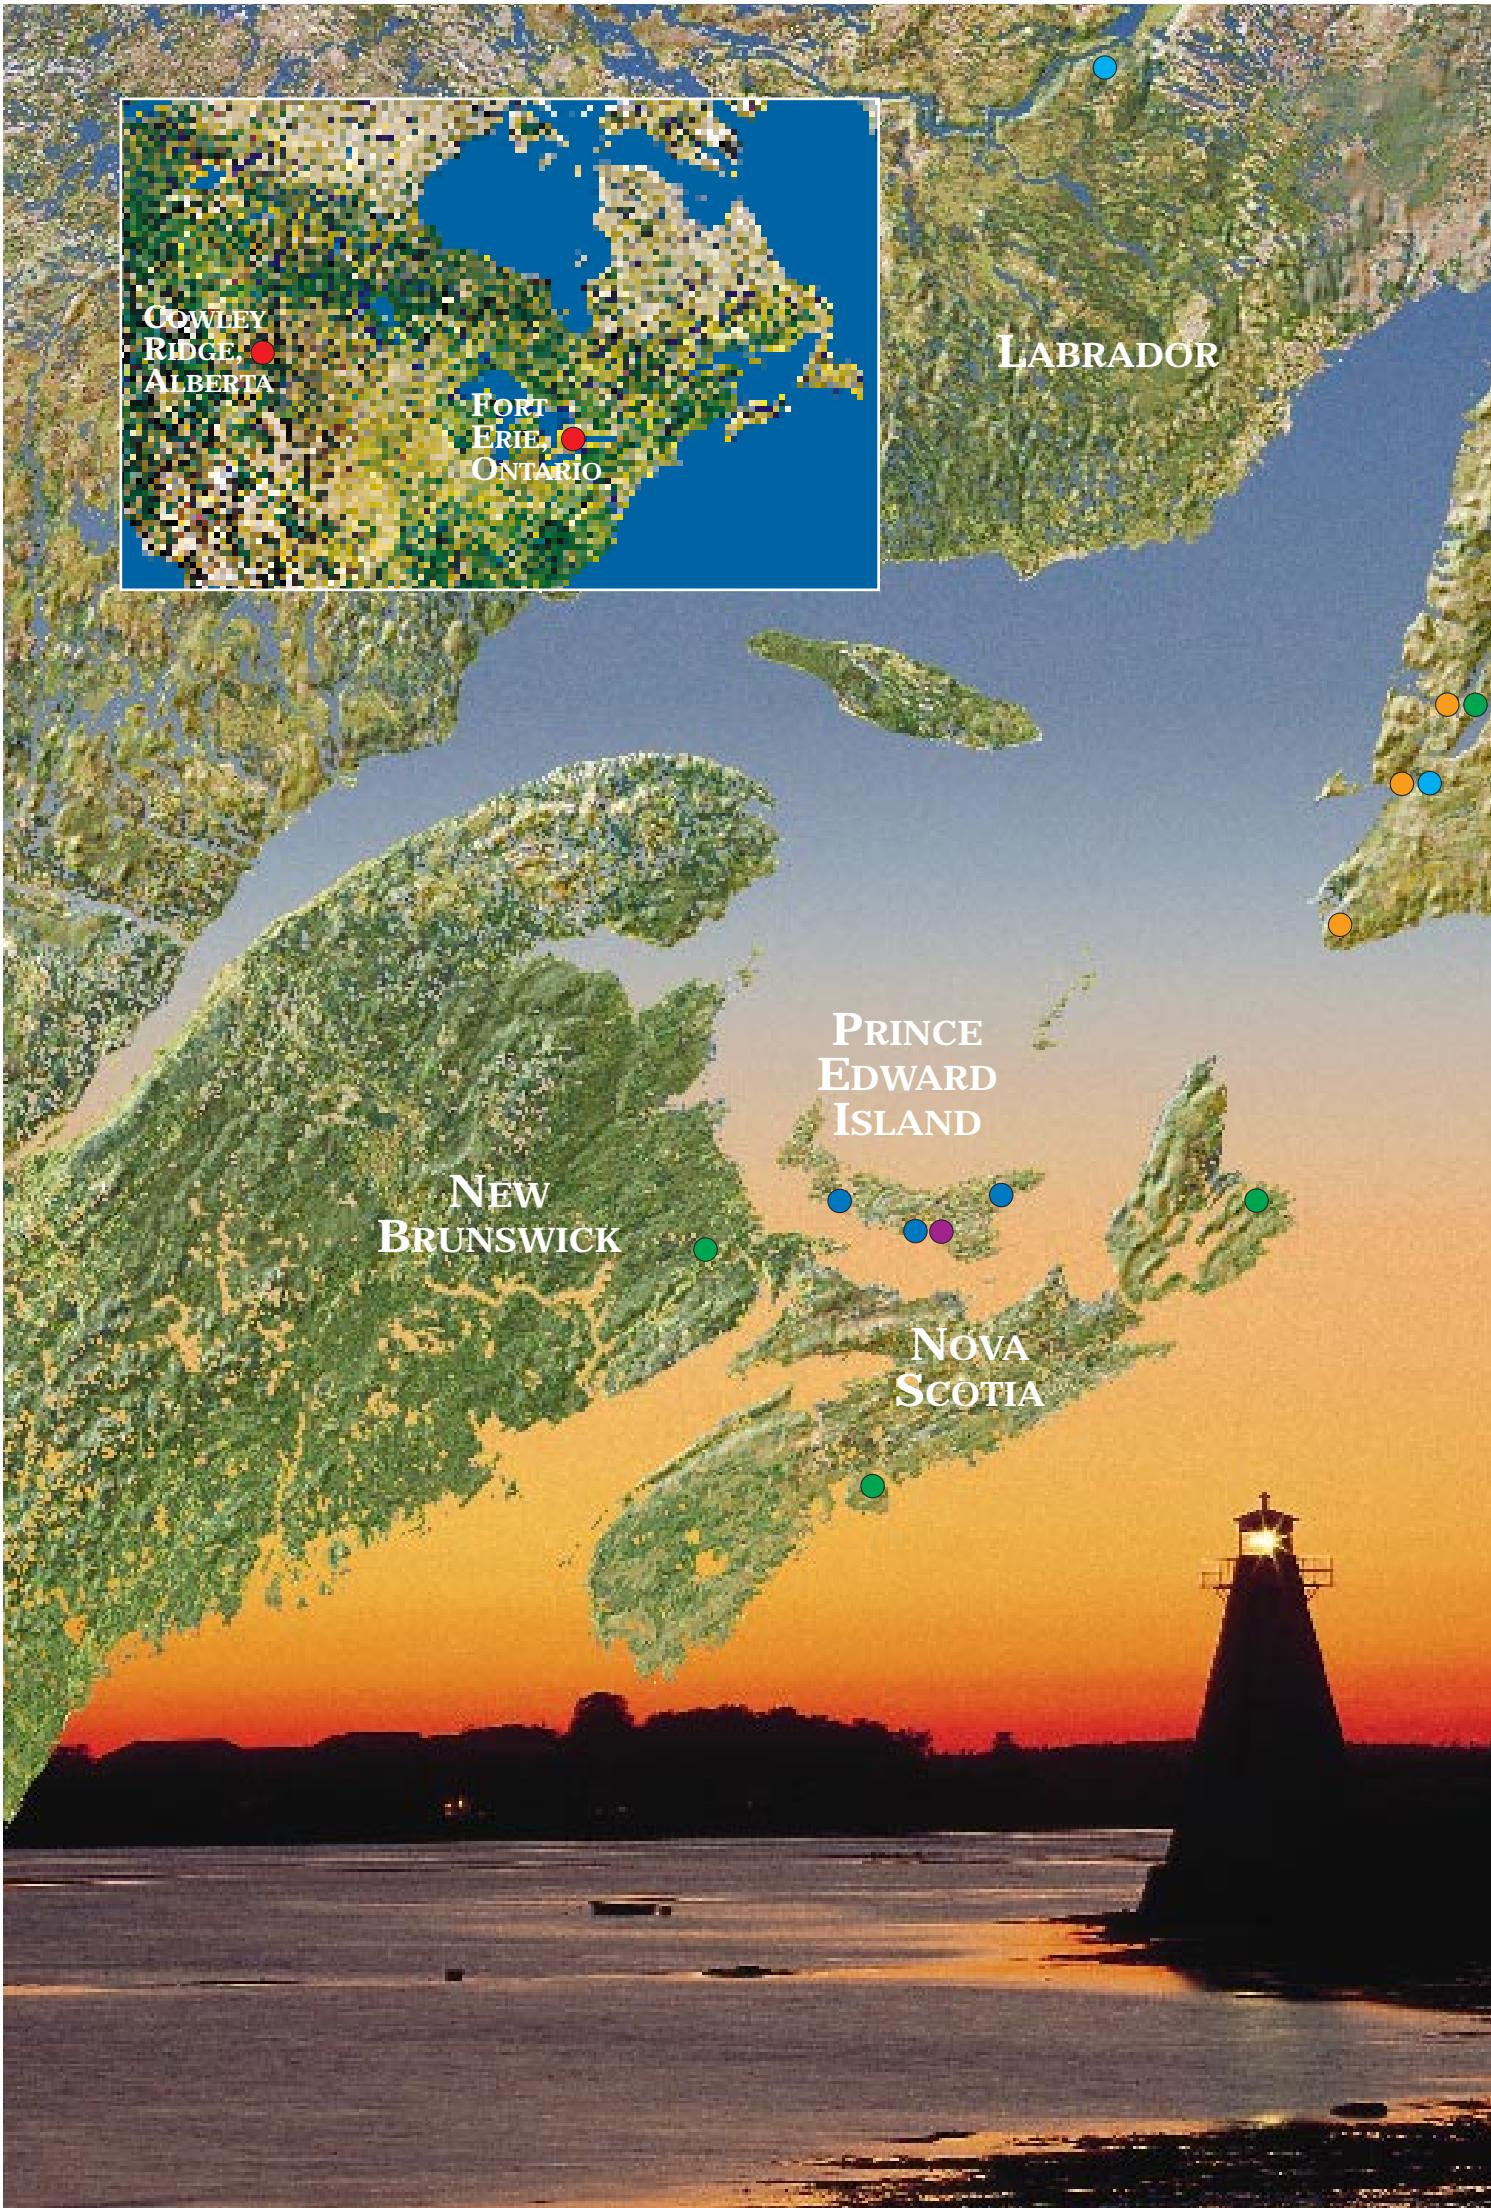 COWLEY
RIDGE,
ALBERTA
FORT
ERIE,
ONTARIO
LABRADOR
PRINCE
EDWARD
ISLAND
NEW
BRUNSWICK
NOVA
SCOTIA